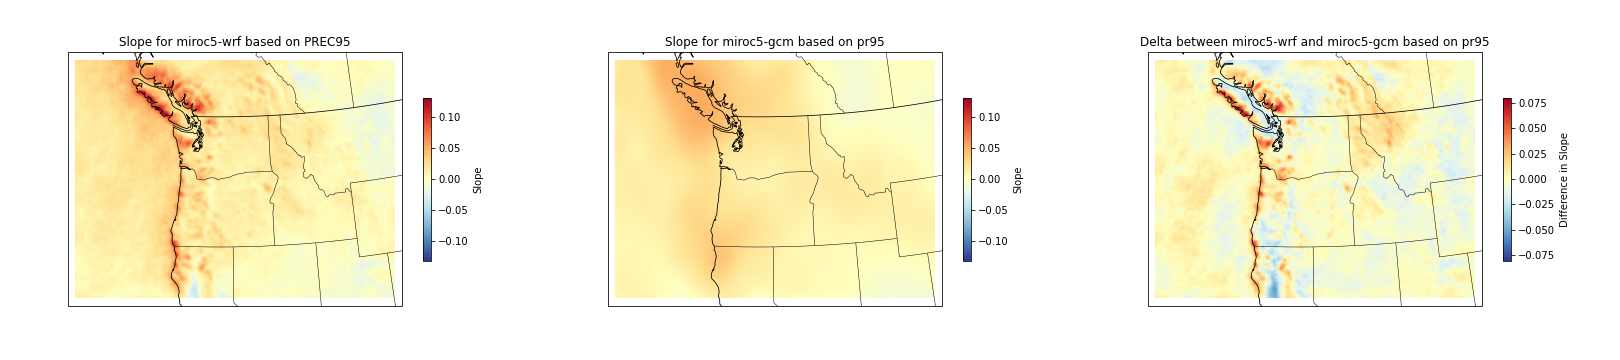 Slope for miroc5-wrf based on PREC95
0.10
0.05
0.00
−0.05
−0.10
Slope
Slope for miroc5-gcm based on pr95
0.10
0.05
0.00
−0.05
−0.10
Slope
Delta between miroc5-wrf and miroc5-gcm based on pr95
0.075
0.050
0.025
0.000
−0.025
−0.050
−0.075
Difference in Slope